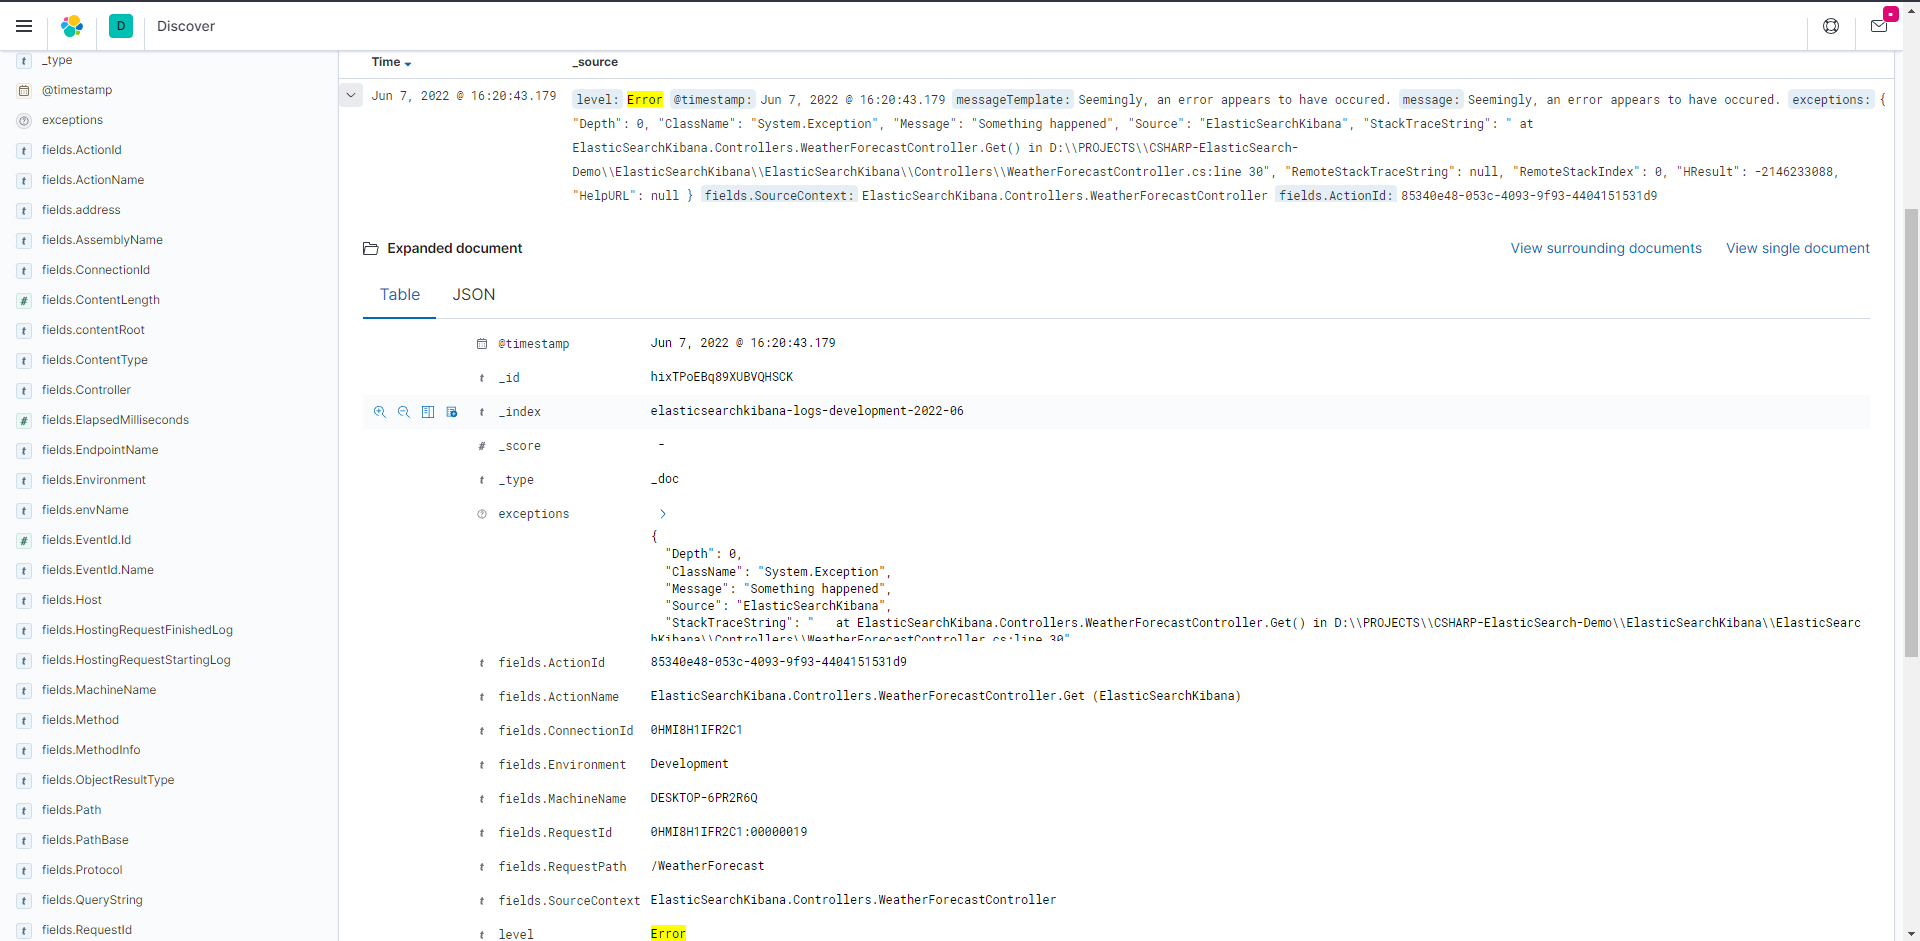 D
Discover
t _type
@timestamp
exceptions
t fields.ActionId
t fields.ActionName
t fields.address
t fields.AssemblyName
t fields.ConnectionId
# fields.ContentLength
t fields.contentRoot
t fields.ContentType
t fields.Controller
# fields.ElapsedMilliseconds
t fields.EndpointName
t fields.Environment
t fields.envName
# fields.EventId.Id
t fields.EventId.Name
t fields.Host
t fields.HostingRequestFinishedLog
t fields.HostingRequestStartingLog
t fields.MachineName
t fields.Method
t fields.MethodInfo
t fields.ObjectResultType
t fields.Path
t fields.PathBase
t fields.Protocol
t fields.QueryString
t fields.RequestId
Time _source
Jun 7, 2022 @ 16:20:43.179 level: Error @timestamp: Jun 7, 2022 @ 16:20:43.179 messageTemplate: Seemingly, an error appears to have occured. message: Seemingly, an error appears to have occured. exceptions: {
"Depth": 0, "ClassName": "System.Exception", "Message": "Something happened", "Source": "ElasticSearchKibana", "StackTraceString": " at
ElasticSearchKibana.Controllers.WeatherForecastController.Get() in D:\\PROJECTS\\CSHARP-ElasticSearch-
Demo\\ElasticSearchKibana\\ElasticSearchKibana\\Controllers\\WeatherForecastController.cs:line 30", "RemoteStackTraceString": null, "RemoteStackIndex": 0, "HResult": -2146233088,
"HelpURL": null } fields.SourceContext: ElasticSearchKibana.Controllers.WeatherForecastController fields.ActionId: 85340e48-053c-4093-9f93-4404151531d9
Expanded document View surrounding documents View single document
Table JSON
@timestamp Jun 7, 2022 @ 16:20:43.179
t _id hixTPoEBq89XUBVQHSCK
t _index elasticsearchkibana-logs-development-2022-06
# _score -
t _type _doc
exceptions
{
"Depth": 0,
"ClassName": "System.Exception",
"Message": "Something happened",
"Source": "ElasticSearchKibana",
"StackTraceString": " at ElasticSearchKibana.Controllers.WeatherForecastController.Get() in D:\\PROJECTS\\CSHARP-ElasticSearch-Demo\\ElasticSearchKibana\\ElasticSearc
hKibana\\Controllers\\WeatherForecastController.cs:line 30"
t fields.ActionId 85340e48-053c-4093-9f93-4404151531d9
t fields.ActionName ElasticSearchKibana.Controllers.WeatherForecastController.Get (ElasticSearchKibana)
t fields.ConnectionId 0HMI8H1IFR2C1
t fields.Environment Development
t fields.MachineName DESKTOP-6PR2R6Q
t fields.RequestId 0HMI8H1IFR2C1:00000019
t fields.RequestPath /WeatherForecast
t fields.SourceContext ElasticSearchKibana.Controllers.WeatherForecastController
t level Error